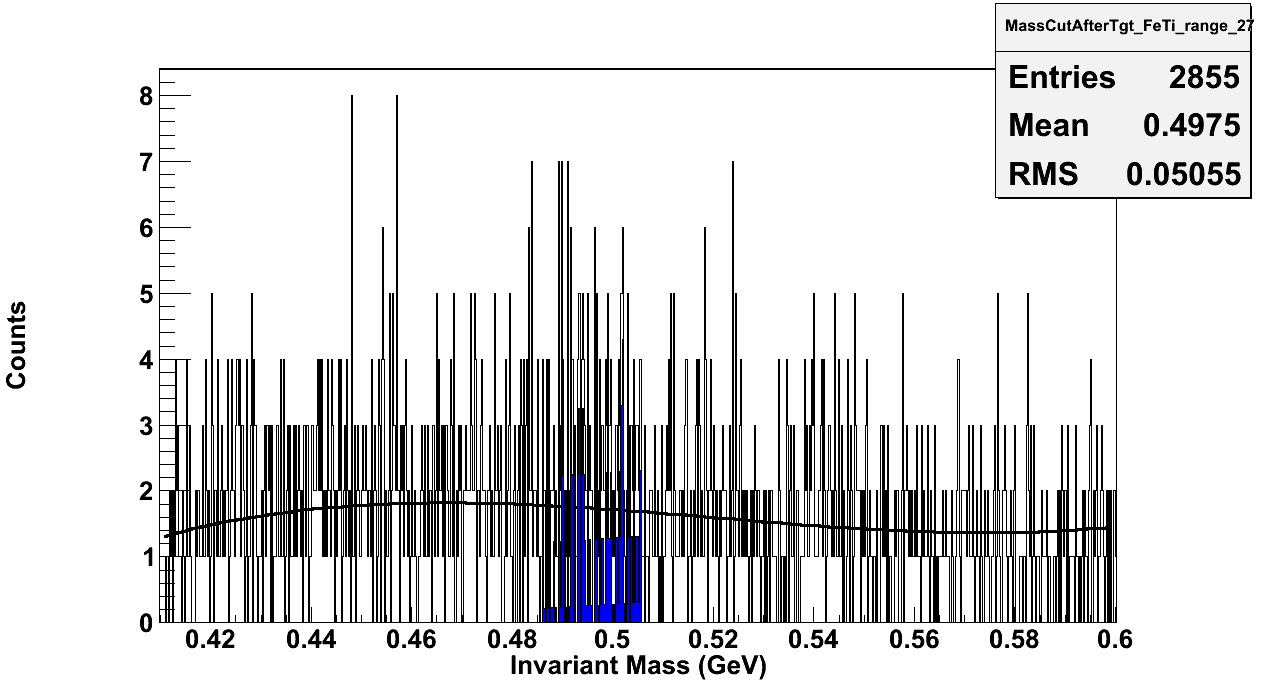 MassCutAfterTgt_FeTi_range_27
Entries 2855
Mean 0.4975
RMS 0.05055
8
7
6
5
4
3
2
1
0
Counts
0.42 0.44 0.46 0.48 0.5 0.52 0.54 0.56 0.58 0.6
Invariant Mass (GeV)